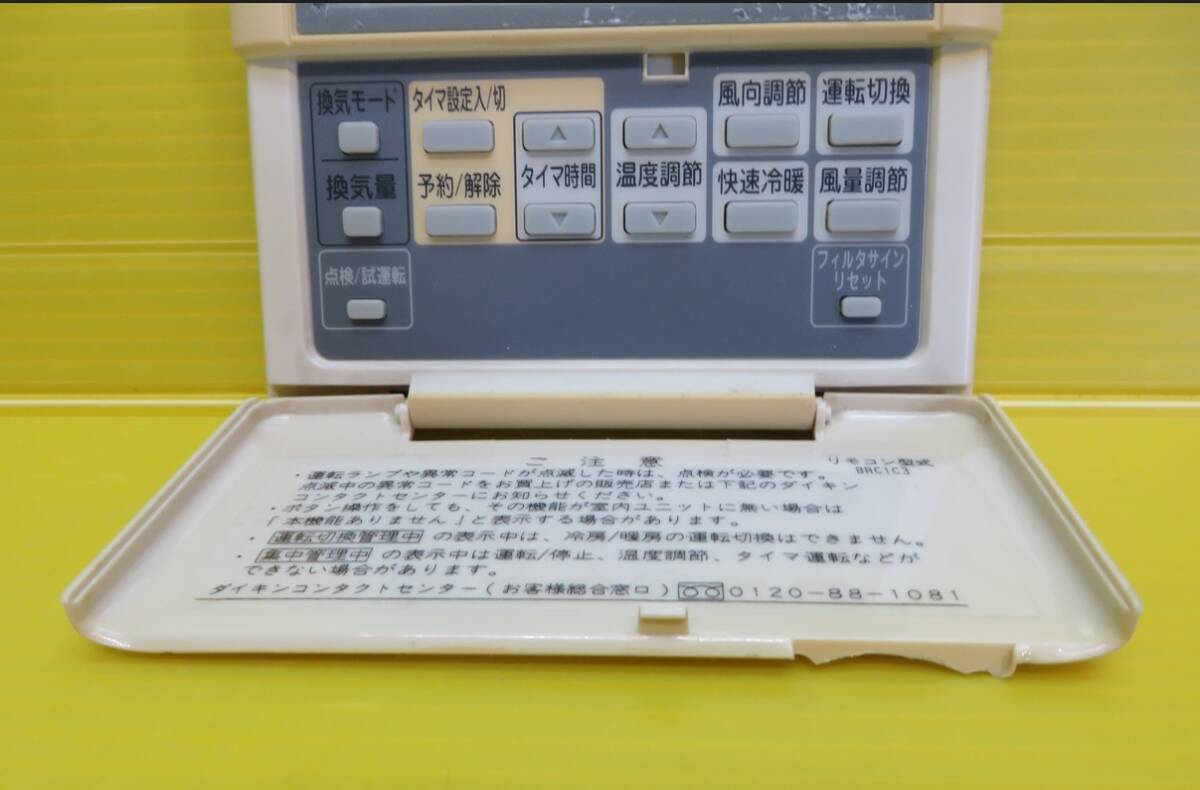 換気モード
換気量
点検/試運転
タイマ設定入/切
予約/解除
タイマ時間
温度調節
風向調節
快速冷暖
運転切換
風量調節
フィルタサイン
リセット
ご注意
リモコン型式
BRC1C3
・運転ランプや異常コードが点滅した時は、点検が必要です。
点滅中の異常コードをお買上げの販売店または下記のダイキン
コンタクトセンターにお知らせください。
・ボタン操作をしても、その機能が室内ユニットに無い場合は
「本機能ありません」と表示する場合があります。
・運転切換管理中 の表示中は、冷房/暖房の運転切換はできません。
・集中管理中 の表示中は運転/停止、温度調節、タイマ運転などが
できない場合があります。
ダイキンコンタクトセンター(お客様総合窓口) 0120-88-1081